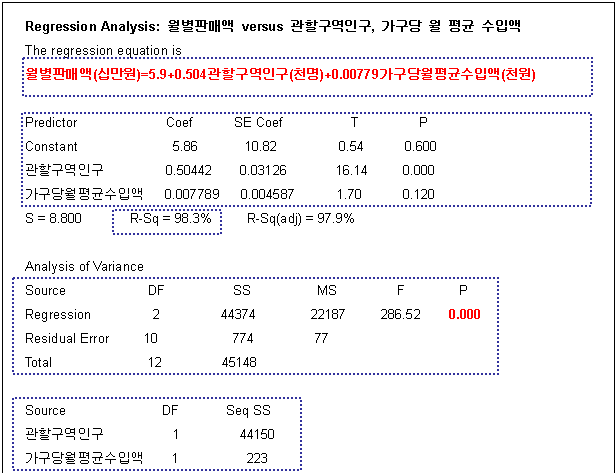 Regression Analysis: 월별판매액 versus 관할구역인구, 가구당 월 평균 수입액
The regression equation is
월별판매액(십만원)=5.9+0.504관할구역인구(천명)+0.00779가구당월평균수입액(천원)
Predictor Coef SE Coef T P
Constant 5.86 10.82 0.54 0.600
관할구역인구 0.50442 0.03126 16.14 0.000
가구당월평균수입액 0.007789 0.004587 1.70 0.120
S = 8.800 R-Sq = 98.3% R-Sq(adj) = 97.9%
Analysis of Variance
Source DF SS MS F P
Regression 2 44374 22187 286.52 0.000
Residual Error 10 774 77
Total 12 45148
Source DF Seq SS
관할구역인구 1 44150
가구당월평균수입액 1 223